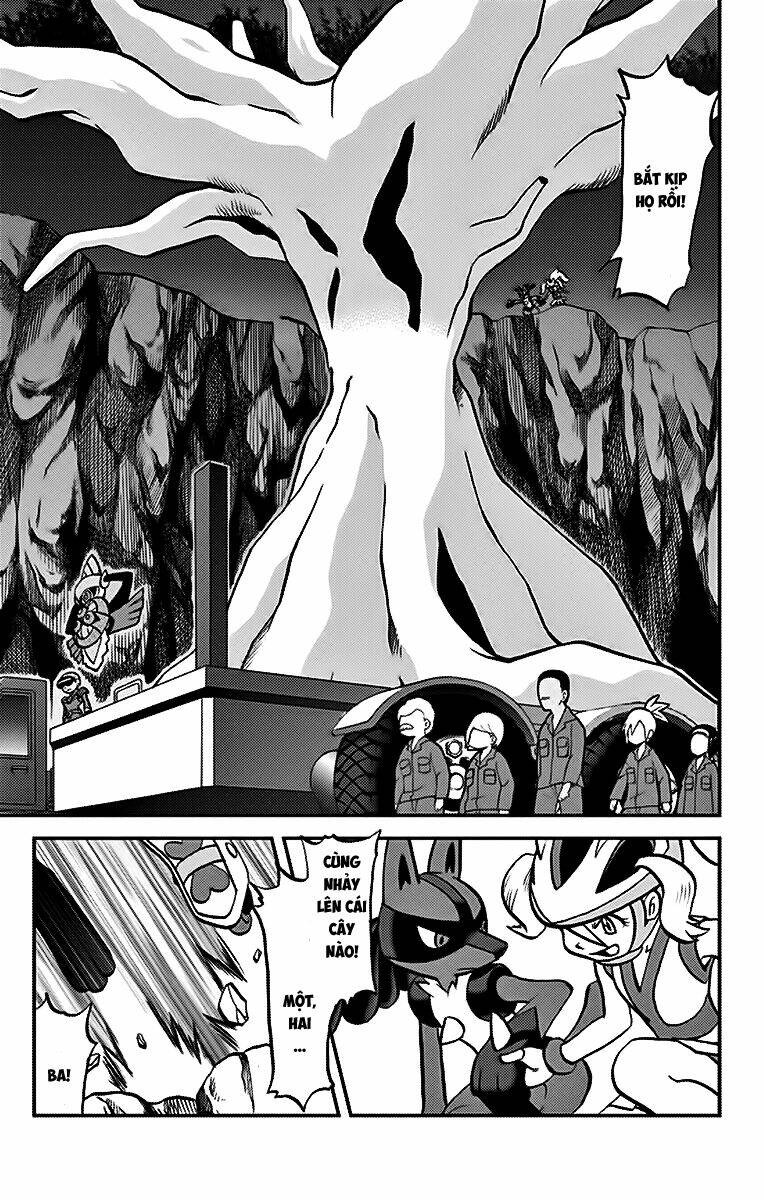 BẮT KỊP
HỌ RỒI!
CÙNG
NHẢY
LÊN CÁI
CÂY
NÀO!
MỘT,
HAI
...
BA!